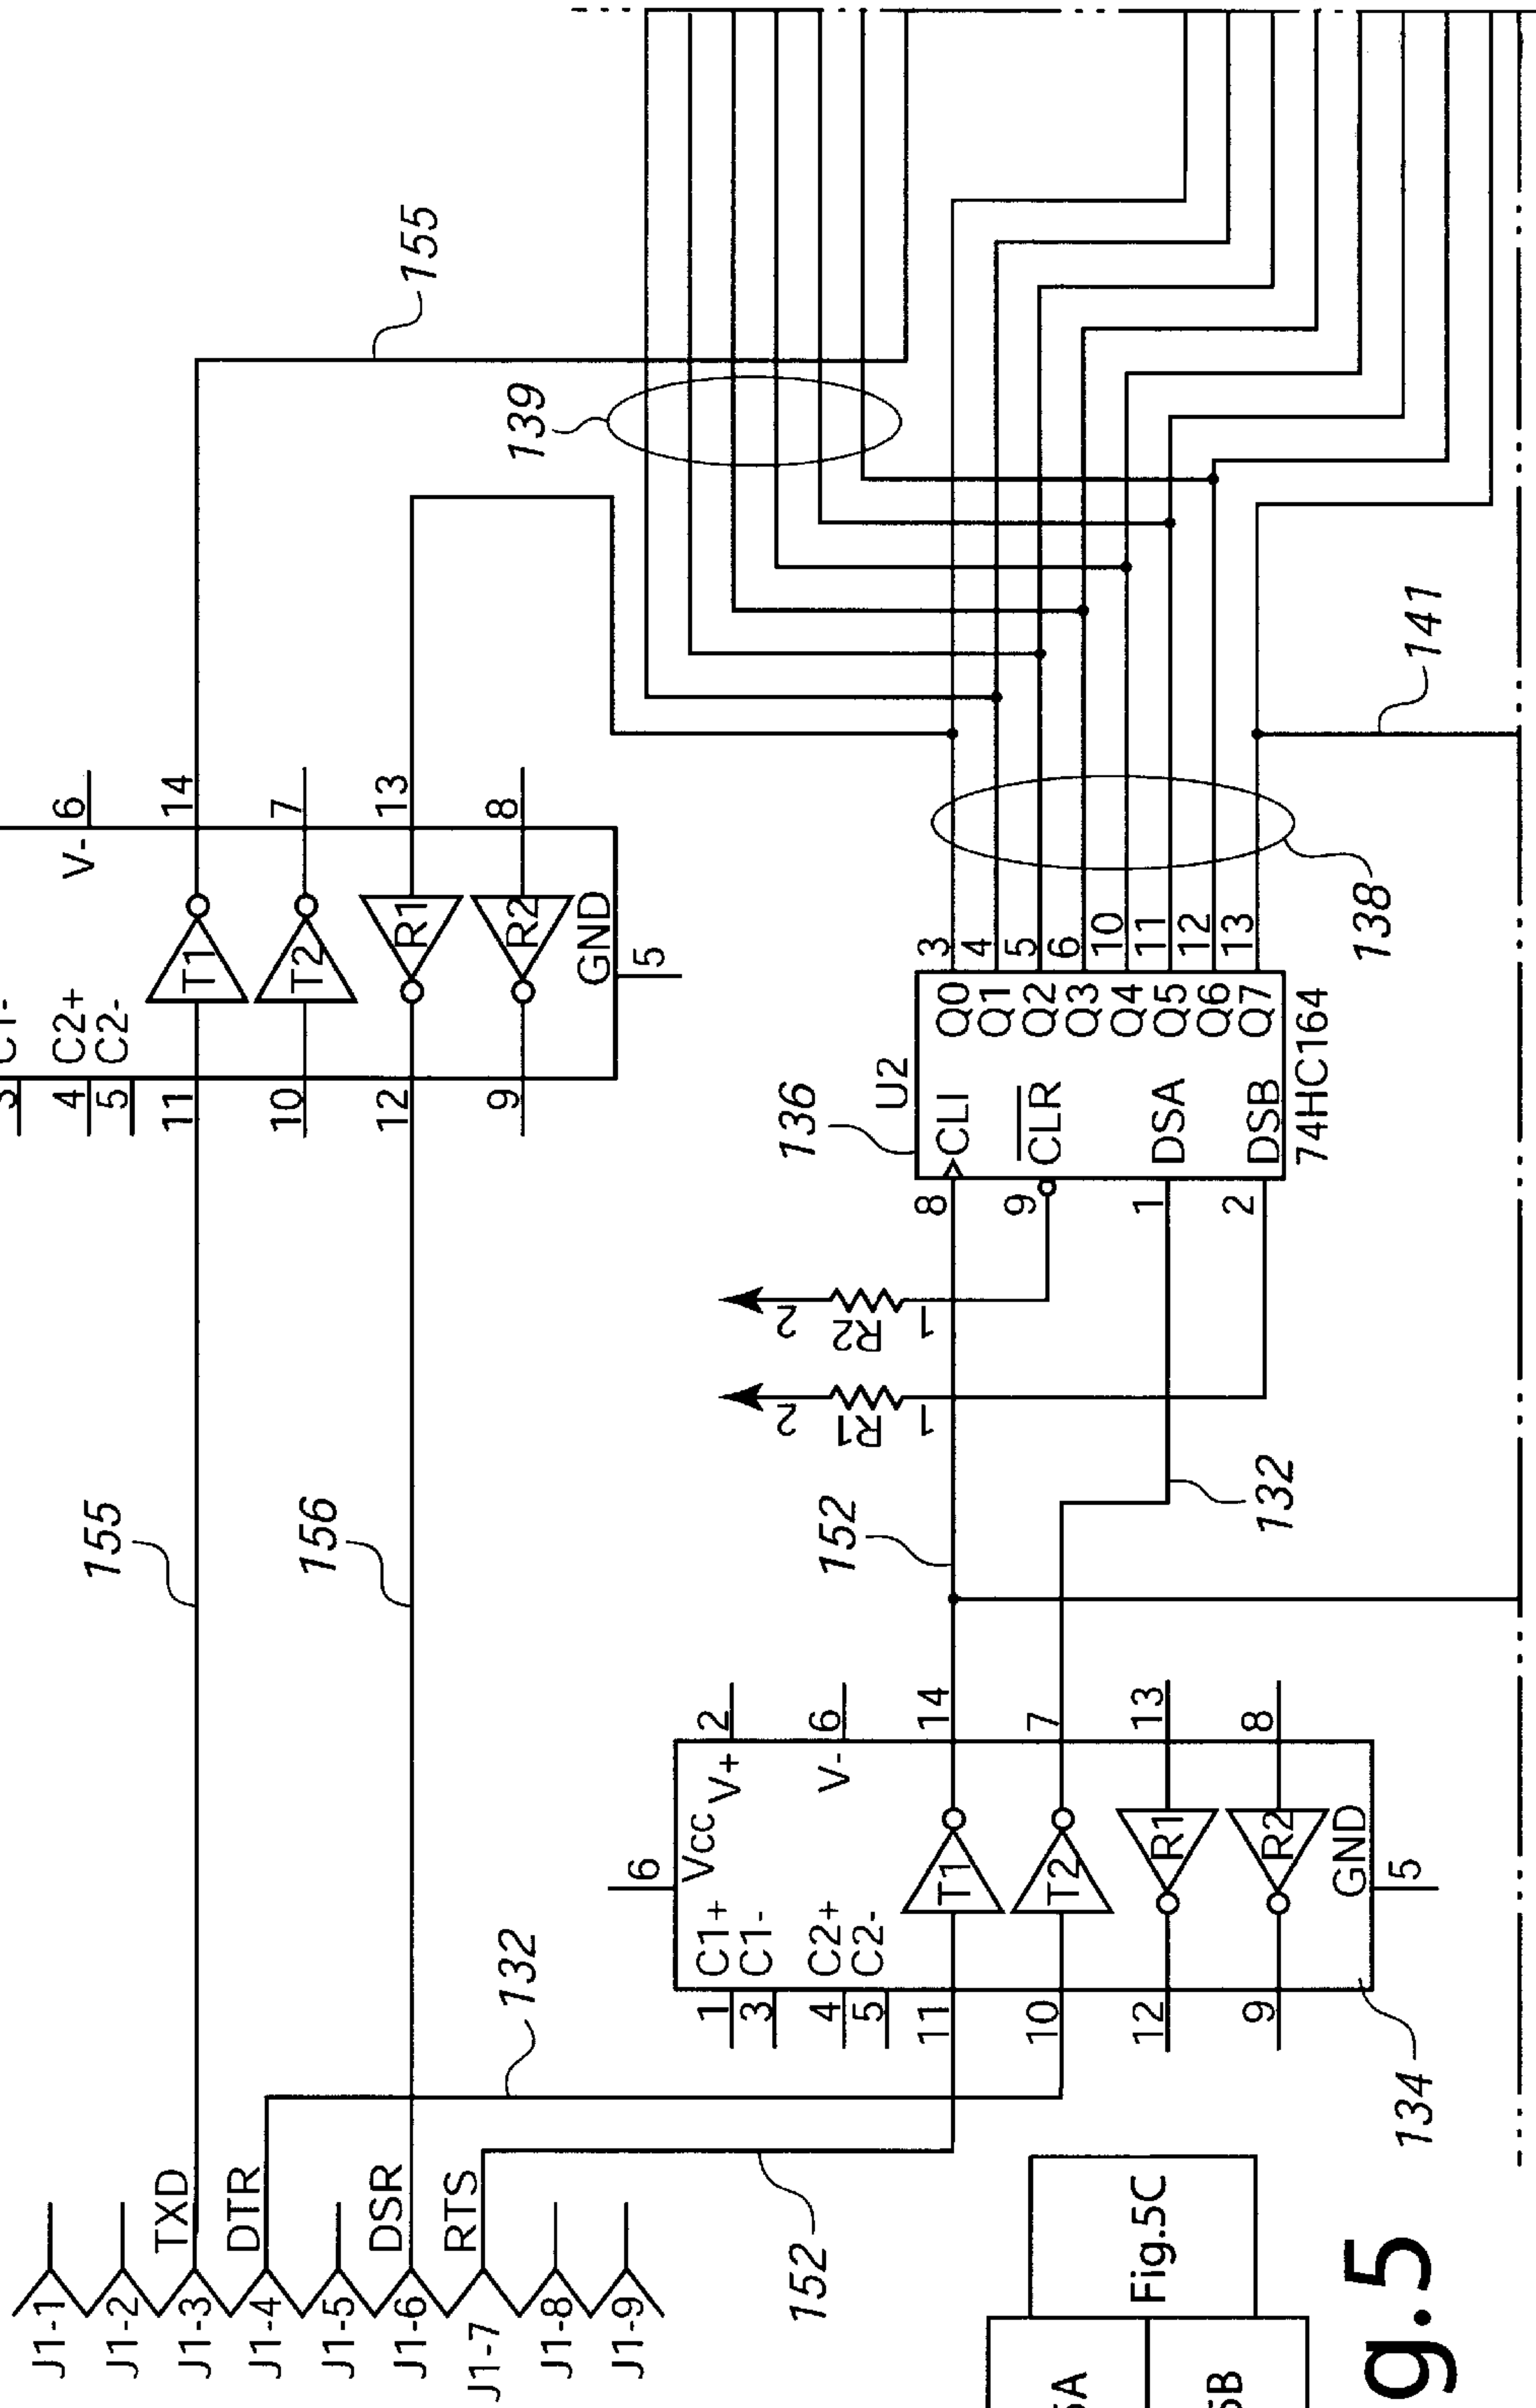 J1-1
J1-2
J1-3
J1-4
J1-5
J1-6
J1-7
J1-8
J1-9
TXD
DTR
DSR
RTS
155
156
132
152
155
139
4
5
11
10
12
9
C2+
C2-
T1
T2
R1
R2
GND
5
V-
6
14
7
13
8
134
1
3
4
5
11
10
12
9
C1+
C1-
C2+
C2-
6
Vcc
V+
V-
T1
T2
R1
R2
GND
5
2
6
14
7
13
8
152
132
1
R1
2
1
R2
2
136
U2
8
9
1
2
CLI
CLR
DSA
DSB
Q0
Q1
Q2
Q3
Q4
Q5
Q6
Q7
74HC164
3
4
5
6
10
11
12
13
138
141
Fig.5C
g.5